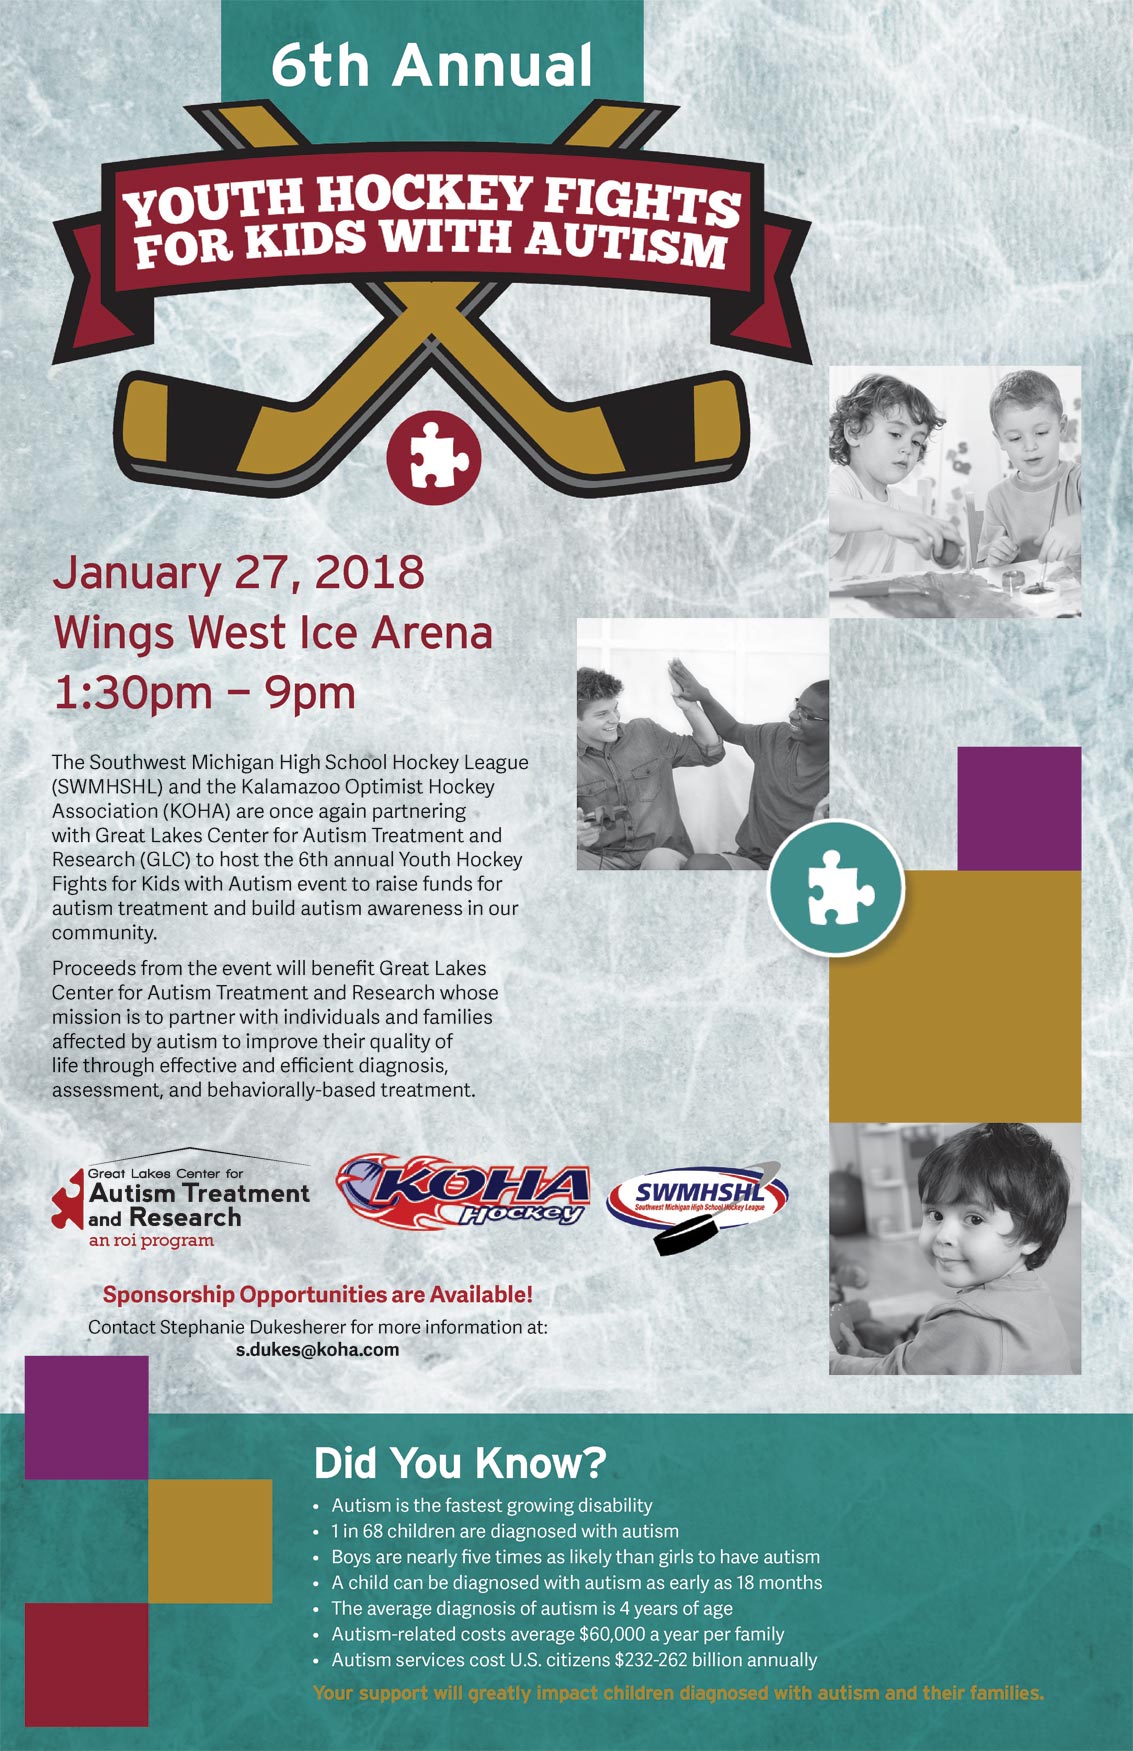 6th Annual
YOUTH HOCKEY FIGHTS
FOR KIDS WITH AUTISM
January 27, 2018
Wings West Ice Arena
1:30pm – 9pm
The Southwest Michigan High School Hockey League
(SWMHSHL) and the Kalamazoo Optimist Hockey
Association (KOHA) are once again partnering
with Great Lakes Center for Autism Treatment and
Research (GLC) to host the 6th annual Youth Hockey
Fights for Kids with Autism event to raise funds for
autism treatment and build autism awareness in our
community.
Proceeds from the event will benefit Great Lakes
Center for Autism Treatment and Research whose
mission is to partner with individuals and families
affected by autism to improve their quality of
life through effective and efficient diagnosis,
assessment, and behaviorally-based treatment.
Great Lakes Center for
Autism Treatment
and Research
an roi program
KOHA
Hockey
SWMHSHL
Southwest Michigan High School Hockey League
Sponsorship Opportunities are Available!
Contact Stephanie Dukesherer for more information at:
s.dukes@koha.com
Did You Know?
• Autism is the fastest growing disability
• 1 in 68 children are diagnosed with autism
• Boys are nearly five times as likely than girls to have autism
• A child can be diagnosed with autism as early as 18 months
• The average diagnosis of autism is 4 years of age
• Autism-related costs average $60,000 a year per family
• Autism services cost U.S. citizens $232-262 billion annually
Your support will greatly impact children diagnosed with autism and their families.